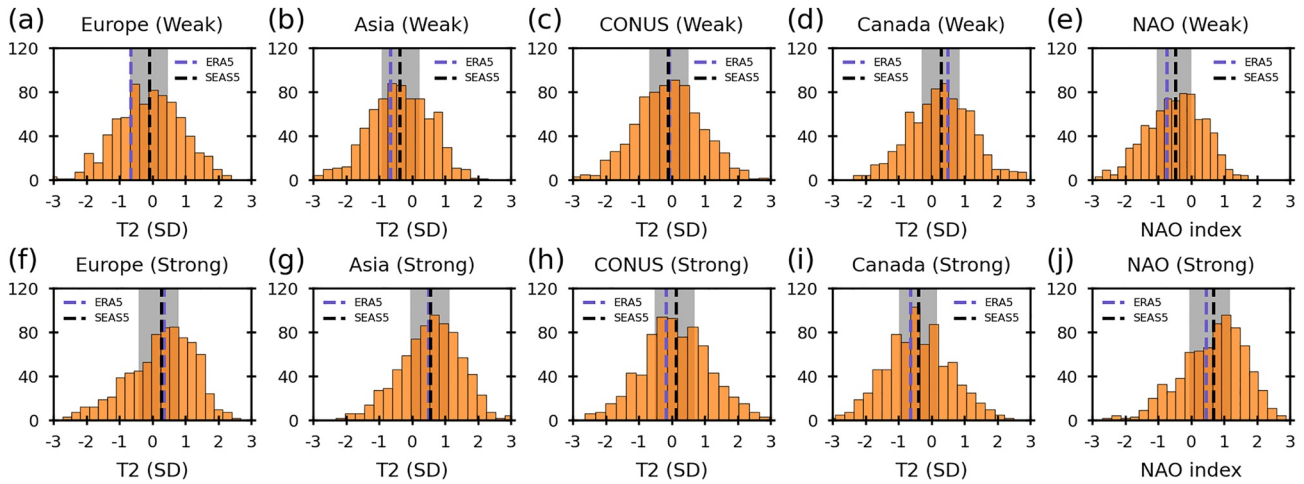 (a) Europe (Weak) (b) Asia (Weak) (c) CONUS (Weak) (d) Canada (Weak) (e) NAO (Weak)
120 120 120 120 120
ERA5 ERA5 ERA5 ERA5 ERA5
SEAS5 SEAS5 SEAS5 SEAS5 SEAS5
80 80 80 80 80
40 40 40 40 40
0 0 0 0 0
-3 -2 -1 0 1 2 3 -3 -2 -1 0 1 2 3 -3 -2 -1 0 1 2 3 -3 -2 -1 0 1 2 3 -3 -2 -1 0 1 2 3
T2 (SD) T2 (SD) T2 (SD) T2 (SD) NAO index
(f) Europe (Strong) (g) Asia (Strong) (h) CONUS (Strong) (i) Canada (Strong) (j) NAO (Strong)
120 120 120 120 120
ERA5 ERA5 ERA5 ERA5 ERA5
SEAS5 SEAS5 SEAS5 SEAS5 SEAS5
80 80 80 80 80
40 40 40 40 40
0 0 0 0 0
-3 -2 -1 0 1 2 3 -3 -2 -1 0 1 2 3 -3 -2 -1 0 1 2 3 -3 -2 -1 0 1 2 3 -3 -2 -1 0 1 2 3
T2 (SD) T2 (SD) T2 (SD) T2 (SD) NAO index